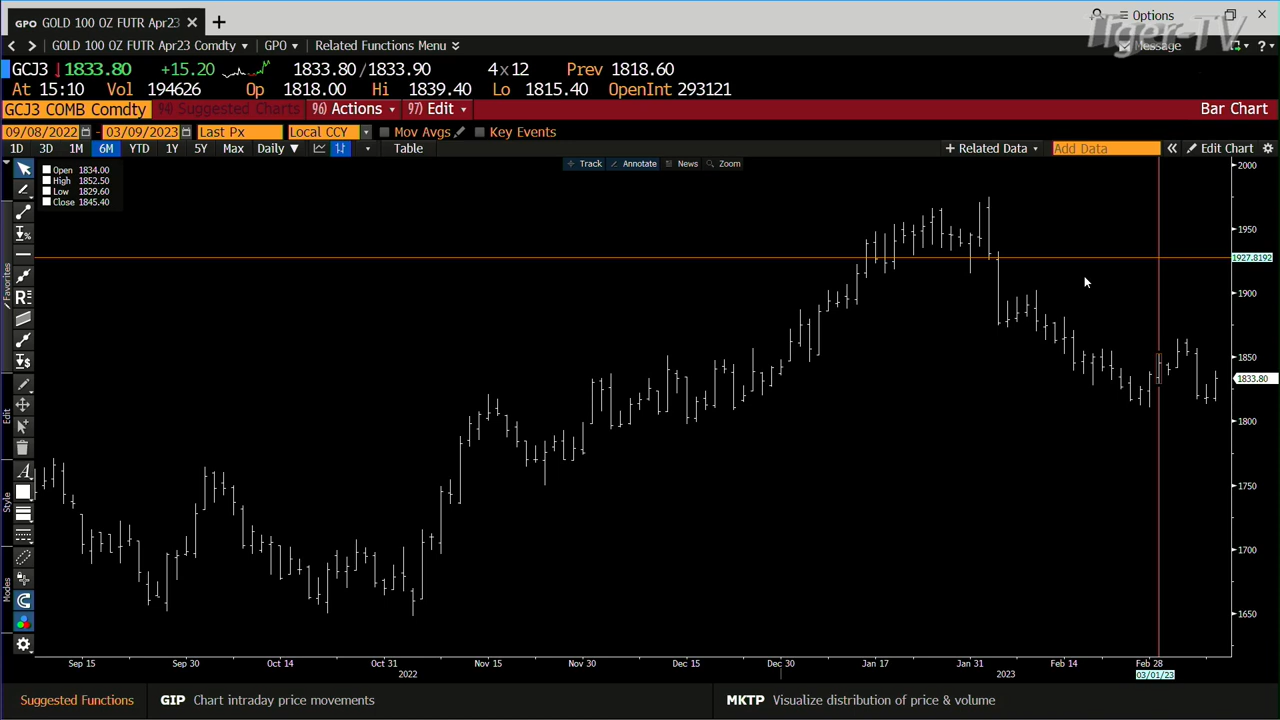 GPO GOLD 100 OZ FUTR Apr23 × +
Options
Tiger-TV
GOLD 100 OZ FUTR Apr23 Comdty GPO Related Functions Menu Message ?
GCJ3 ↓1833.80 +15.20 1833.80/1833.90 4x12 Prev 1818.60
At 15:10 Vol 194626 Op 1818.00 Hi 1839.40 Lo 1815.40 OpenInt 293121
GCJ3 COMB Comdty 94) Suggested Charts 96) Actions 97) Edit Bar Chart
09/08/2022 - 03/09/2023 Last Px Local CCY Mov Avgs Key Events
1D 3D 1M 6M YTD 1Y 5Y Max Daily ▼ Table + Related Data Add Data « Edit Chart
Track Annotate News Zoom
Open 1834.00
High 1852.50
Low 1829.60
Close 1845.40
2000
1950
1927.8192
1900
1850
1833.80
1800
1750
1700
1650
Favorites
Edit
Style
Modes
Sep 15 Sep 30 Oct 14 Oct 31 Nov 15 Nov 30 Dec 15 Dec 30 Jan 17 Jan 31 Feb 14 Feb 28
2022 2023 03/01/23
Suggested Functions GIP Chart intraday price movements MKTP Visualize distribution of price & volume